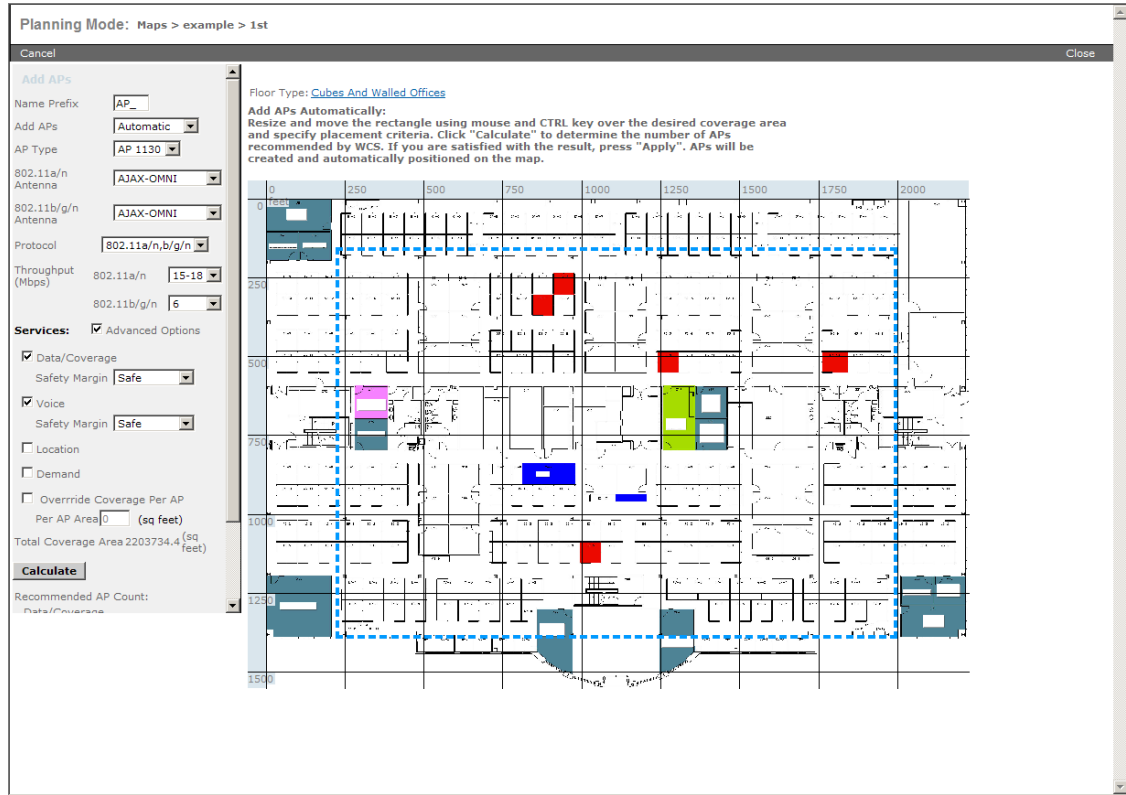 Planning Mode: Maps > example > 1st
Cancel
Close
Add APs
Name Prefix AP_
Add APs Automatic
AP Type AP 1130
802.11a/n Antenna AJAX-OMNI
802.11b/g/n Antenna AJAX-OMNI
Protocol 802.11a/n,b/g/n
Throughput (Mbps) 802.11a/n 15-18
802.11b/g/n 6
Services: Advanced Options
Data/Coverage
Safety Margin Safe
Voice
Safety Margin Safe
Location
Demand
Overrride Coverage Per AP
Per AP Area 0 (sq feet)
Total Coverage Area 2203734.4 (sq feet)
Calculate
Recommended AP Count:
Data/Coverage
Floor Type: Cubes And Walled Offices
Add APs Automatically:
Resize and move the rectangle using mouse and CTRL key over the desired coverage area
and specify placement criteria. Click "Calculate" to determine the number of APs
recommended by WCS. If you are satisfied with the result, press "Apply". APs will be
created and automatically positioned on the map.
0 250 500 750 1000 1250 1500 1750 2000
feet
0
250
500
750
1000
1250
1500